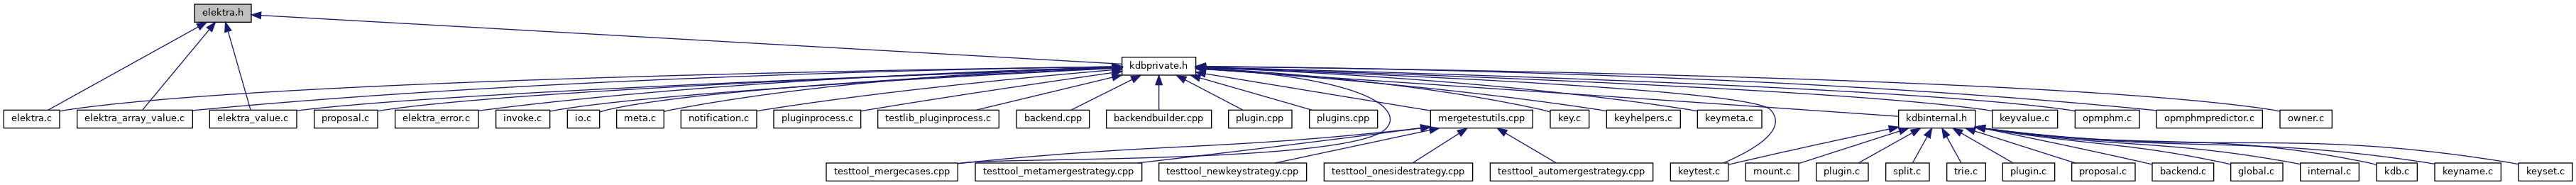 elektra.h
kdbprivate.h
elektra.c
elektra_array_value.c
elektra_value.c
proposal.c
elektra_error.c
invoke.c
io.c
meta.c
notification.c
pluginprocess.c
testlib_pluginprocess.c
backend.cpp
backendbuilder.cpp
plugin.cpp
plugins.cpp
mergetestutils.cpp
key.c
keyhelpers.c
keymeta.c
kdbinternal.h
keyvalue.c
opmphm.c
opmphmpredictor.c
owner.c
testtool_mergecases.cpp
testtool_metamergestrategy.cpp
testtool_newkeystrategy.cpp
testtool_onesidestrategy.cpp
testtool_automergestrategy.cpp
keytest.c
mount.c
plugin.c
split.c
trie.c
plugin.c
proposal.c
backend.c
global.c
internal.c
kdb.c
keyname.c
keyset.c